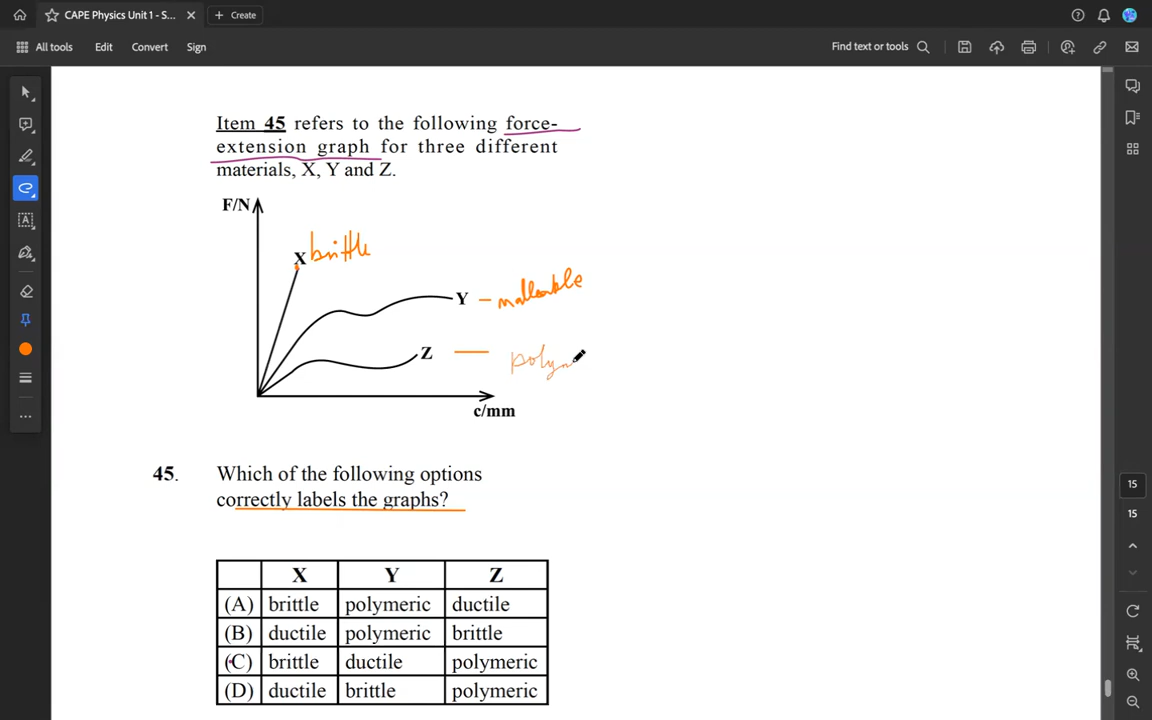 CAPE Physics Unit 1 - S...
Create
All tools Edit Convert Sign
Find text or tools
Item 45 refers to the following force-
extension graph for three different
materials, X, Y and Z.
F/N
X brittle
Y – malleable
Z — polym
c/mm
45. Which of the following options
correctly labels the graphs?
X Y Z
(A) brittle polymeric ductile
(B) ductile polymeric brittle
(C) brittle ductile polymeric
(D) ductile brittle polymeric
15
15